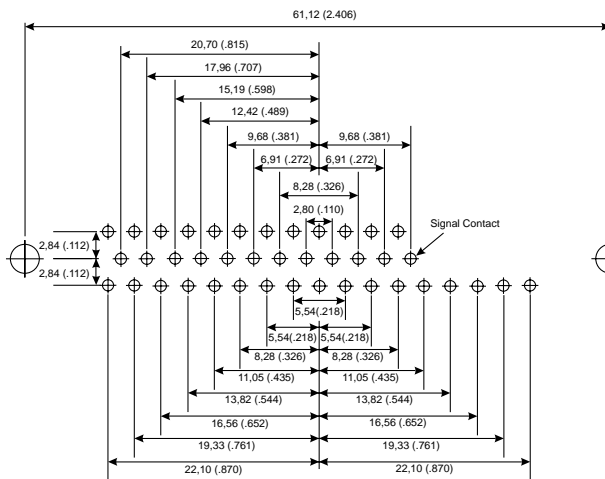 61,12 (2.406)
20,70 (.815)
17,96 (.707)
15,19 (.598)
12,42 (.489)
9,68 (.381) 9,68 (.381)
6,91 (.272) 6,91 (.272)
8,28 (.326)
2,80 (.110)
Signal Contact
2,84 (.112)
2,84 (.112)
5,54(.218)
5,54(.218) 5,54(.218)
8,28 (.326) 8,28 (.326)
11,05 (.435) 11,05 (.435)
13,82 (.544) 13,82 (.544)
16,56 (.652) 16,56 (.652)
19,33 (.761) 19,33 (.761)
22,10 (.870) 22,10 (.870)